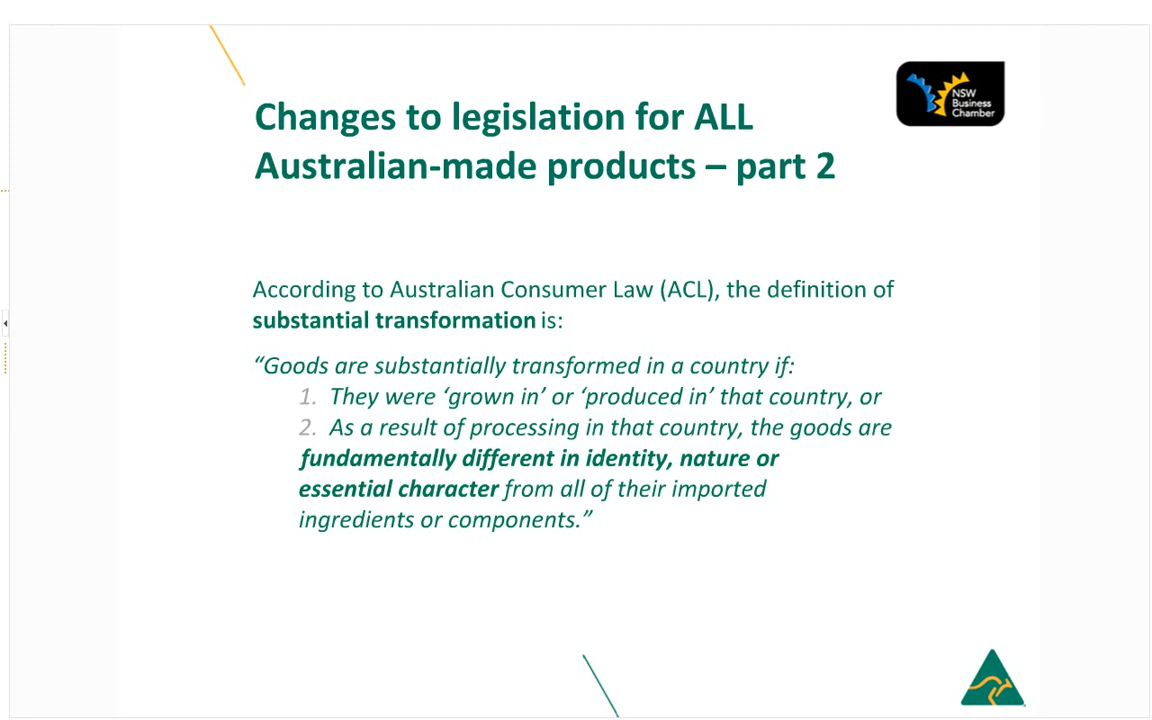 NSW
Business
Chamber
Changes to legislation for ALL
Australian-made products – part 2
According to Australian Consumer Law (ACL), the definition of
substantial transformation is:
“Goods are substantially transformed in a country if:
1. They were ‘grown in’ or ‘produced in’ that country, or
2. As a result of processing in that country, the goods are
fundamentally different in identity, nature or
essential character from all of their imported
ingredients or components.”